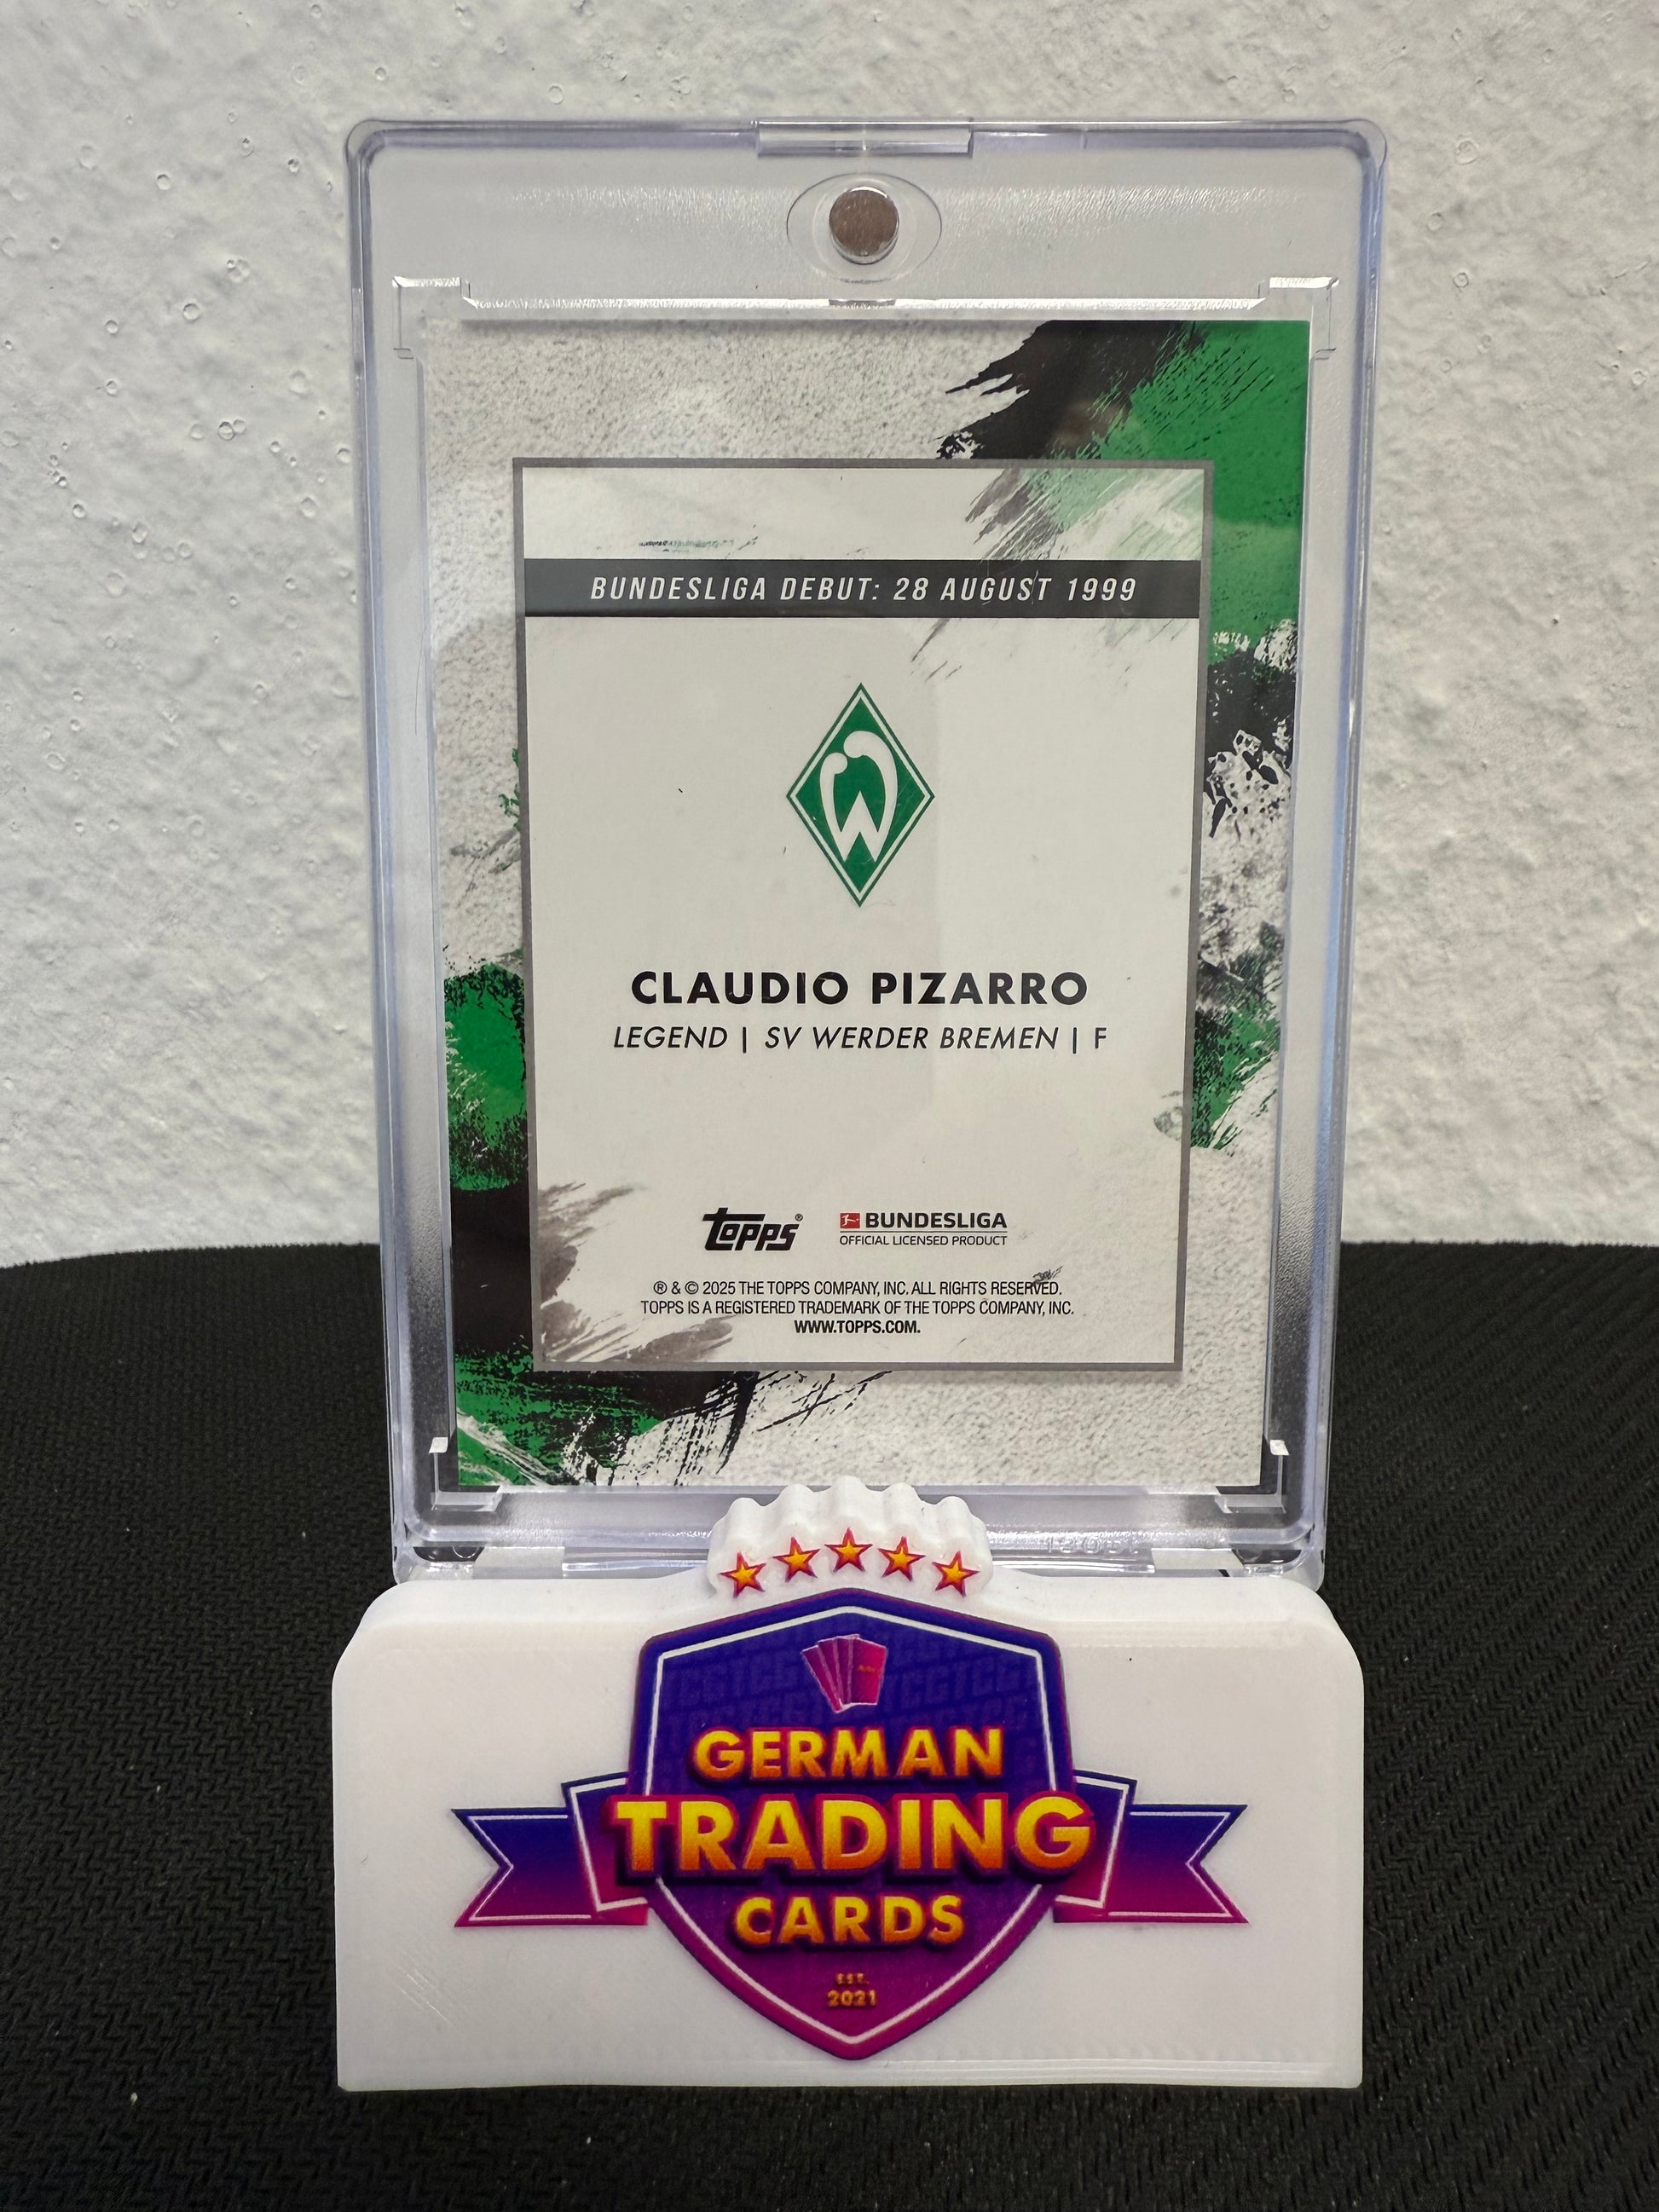 BUNDESLIGA DEBUT: 28 AUGUST 1999
W
CLAUDIO PIZARRO
LEGEND | SV WERDER BREMEN | F
Topps® BUNDESLIGA
OFFICIAL LICENSED PRODUCT
® & © 2025 THE TOPPS COMPANY, INC. ALL RIGHTS RESERVED.
TOPPS IS A REGISTERED TRADEMARK OF THE TOPPS COMPANY, INC.
WWW.TOPPS.COM.
GERMAN
TRADING
CARDS
EST.
2021